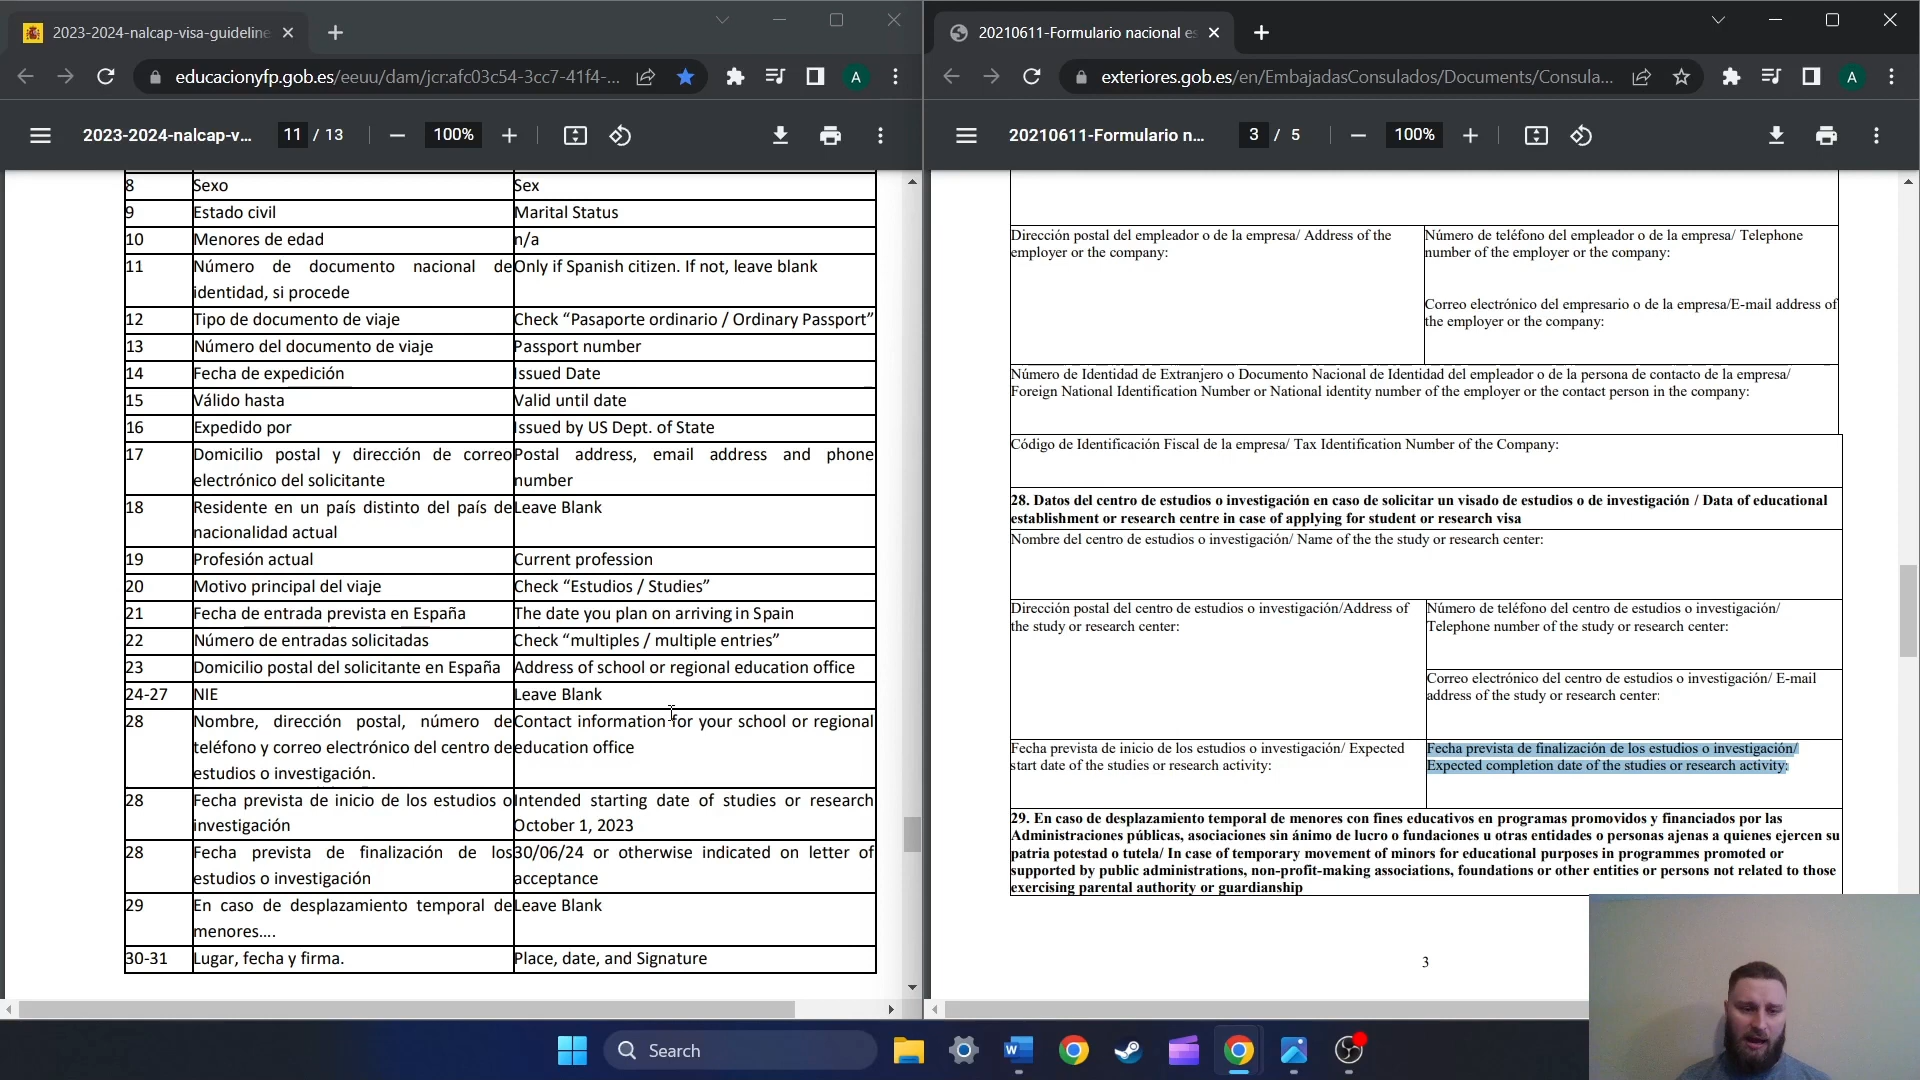 2023-2024-nalcap-visa-guideline
educacionyfp.gob.es/eeuu/dam/jcr:afc03c54-3cc7-41f4-...
A
2023-2024-nalcap-v...
11 / 13
100%
8 Sexo Sex
9 Estado civil Marital Status
10 Menores de edad n/a
11 Número de documento nacional de Only if Spanish citizen. If not, leave blank
identidad, si procede
12 Tipo de documento de viaje Check “Pasaporte ordinario / Ordinary Passport”
13 Número del documento de viaje Passport number
14 Fecha de expedición Issued Date
15 Válido hasta Valid until date
16 Expedido por Issued by US Dept. of State
17 Domicilio postal y dirección de correo Postal address, email address and phone
electrónico del solicitante number
18 Residente en un país distinto del país de Leave Blank
nacionalidad actual
19 Profesión actual Current profession
20 Motivo principal del viaje Check “Estudios / Studies”
21 Fecha de entrada prevista en España The date you plan on arriving in Spain
22 Número de entradas solicitadas Check “multiples / multiple entries”
23 Domicilio postal del solicitante en España Address of school or regional education office
24-27 NIE Leave Blank
28 Nombre, dirección postal, número de Contact information for your school or regional
teléfono y correo electrónico del centro de education office
estudios o investigación.
28 Fecha prevista de inicio de los estudios o Intended starting date of studies or research
investigación October 1, 2023
28 Fecha prevista de finalización de los 30/06/24 or otherwise indicated on letter of
estudios o investigación acceptance
29 En caso de desplazamiento temporal de Leave Blank
menores....
30-31 Lugar, fecha y firma. Place, date, and Signature
20210611-Formulario nacional es
exteriores.gob.es/en/EmbajadasConsulados/Documents/Consula...
A
20210611-Formulario n...
3 / 5
100%
Dirección postal del empleador o de la empresa/ Address of the
employer or the company:
Número de teléfono del empleador o de la empresa/ Telephone
number of the employer or the company:
Correo electrónico del empresario o de la empresa/E-mail address of
the employer or the company:
Número de Identidad de Extranjero o Documento Nacional de Identidad del empleador o de la persona de contacto de la empresa/
Foreign National Identification Number or National identity number of the employer or the contact person in the company:
Código de Identificación Fiscal de la empresa/ Tax Identification Number of the Company:
28. Datos del centro de estudios o investigación en caso de solicitar un visado de estudios o de investigación / Data of educational
establishment or research centre in case of applying for student or research visa
Nombre del centro de estudios o investigación/ Name of the the study or research center:
Dirección postal del centro de estudios o investigación/Address of
the study or research center:
Número de teléfono del centro de estudios o investigación/
Telephone number of the study or research center:
Correo electrónico del centro de estudios o investigación/ E-mail
address of the study or research center:
Fecha prevista de inicio de los estudios o investigación/ Expected
start date of the studies or research activity:
Fecha prevista de finalización de los estudios o investigación/
Expected completion date of the studies or research activity:
29. En caso de desplazamiento temporal de menores con fines educativos en programas promovidos y financiados por las
Administraciones públicas, asociaciones sin ánimo de lucro o fundaciones u otras entidades o personas ajenas a quienes ejercen su
patria potestad o tutela/ In case of temporary movement of minors for educational purposes in programmes promoted or
supported by public administrations, non-profit-making associations, foundations or other entities or persons not related to those
exercising parental authority or guardianship
3
Search